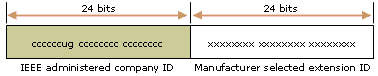 24 bits 24 bits
ccccccug cccccccc cccccccc xxxxxxxx xxxxxxxx xxxxxxxx
IEEE administered company ID Manufacturer selected extension ID